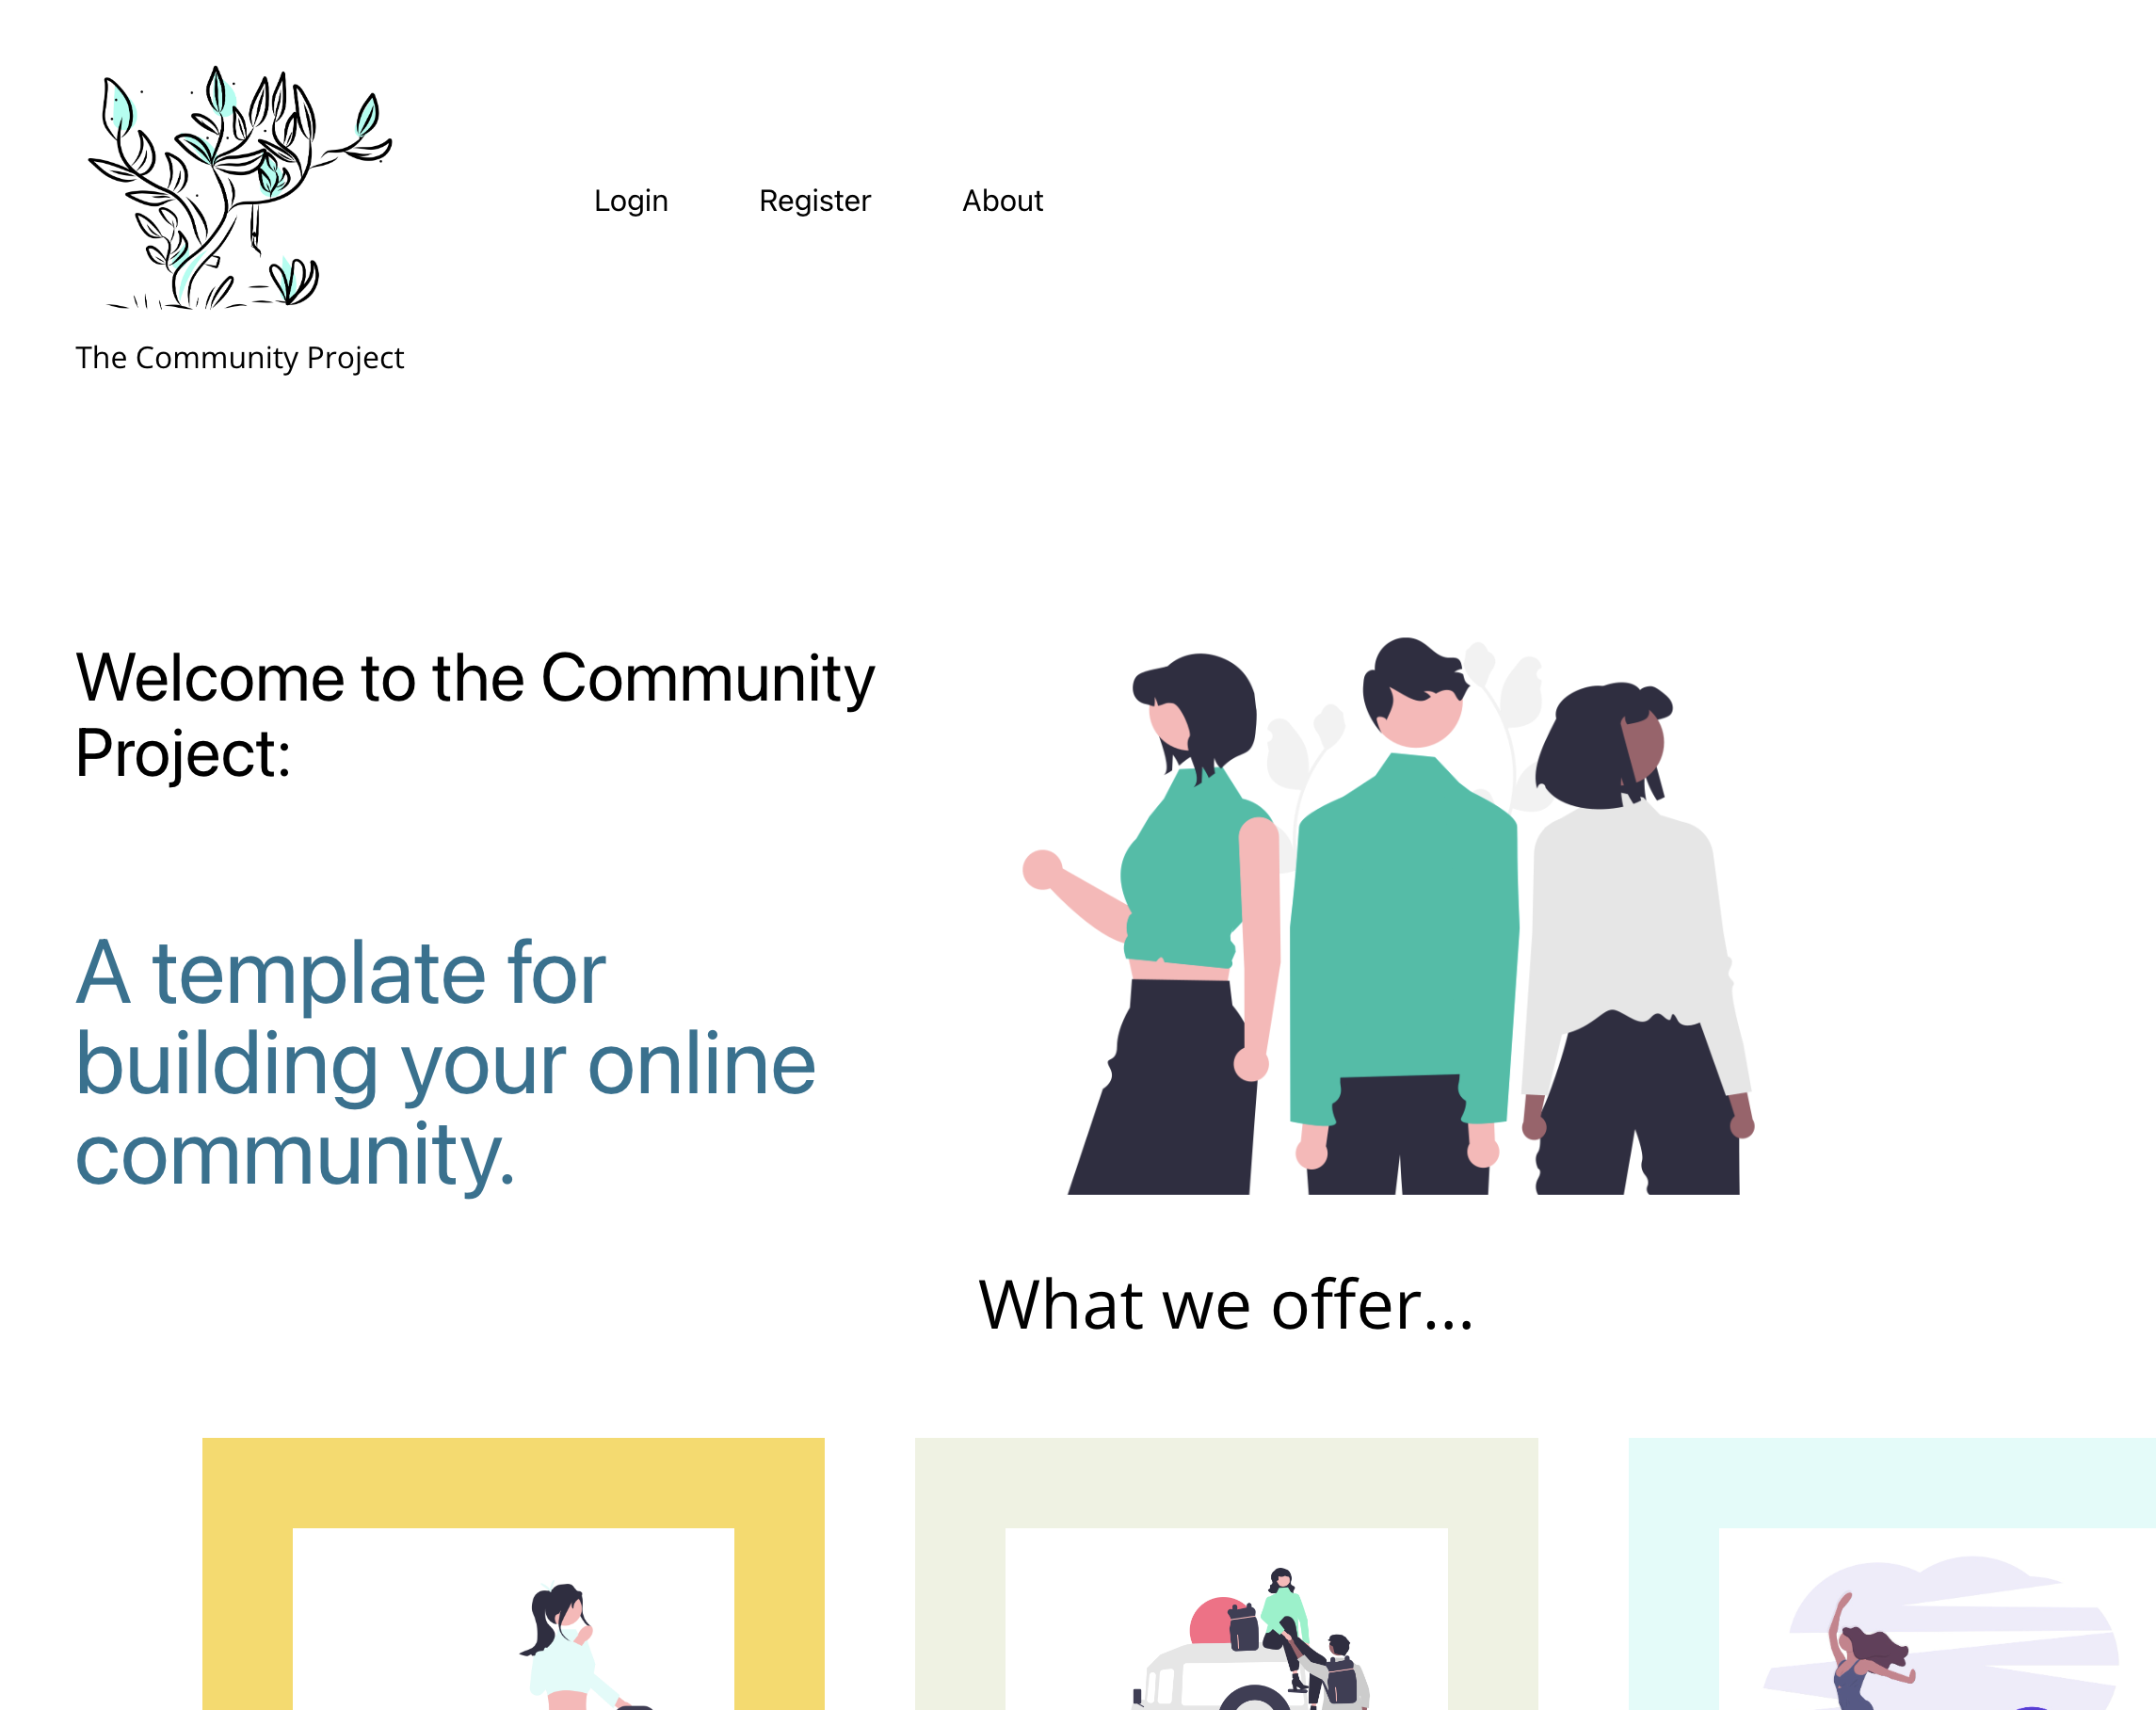 Login Register About
The Community Project
Welcome to the Community
Project:
A template for
building your online
community.
What we offer...